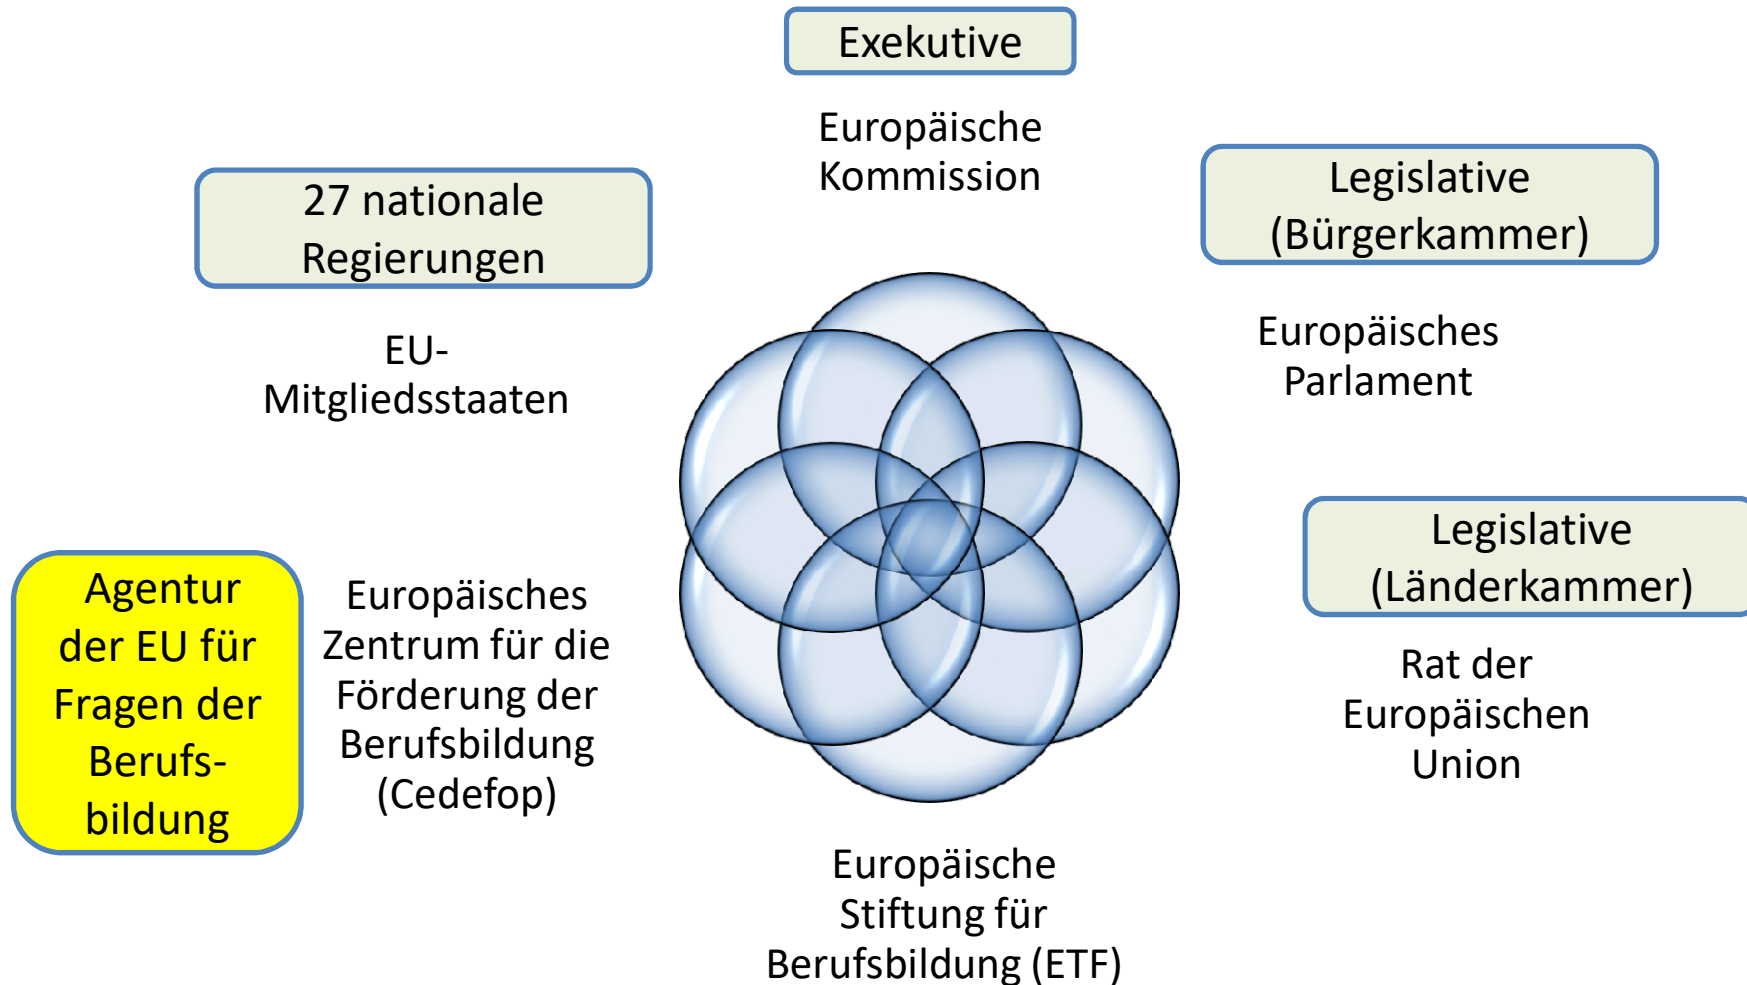 Exekutive
Europäische
Kommission
27 nationale
Regierungen
EU-
Mitgliedsstaaten
Legislative
(Bürgerkammer)
Europäisches
Parlament
Legislative
(Länderkammer)
Rat der
Europäischen
Union
Agentur
der EU für
Fragen der
Berufs-
bildung
Europäisches
Zentrum für die
Förderung der
Berufsbildung
(Cedefop)
Europäische
Stiftung für
Berufsbildung (ETF)